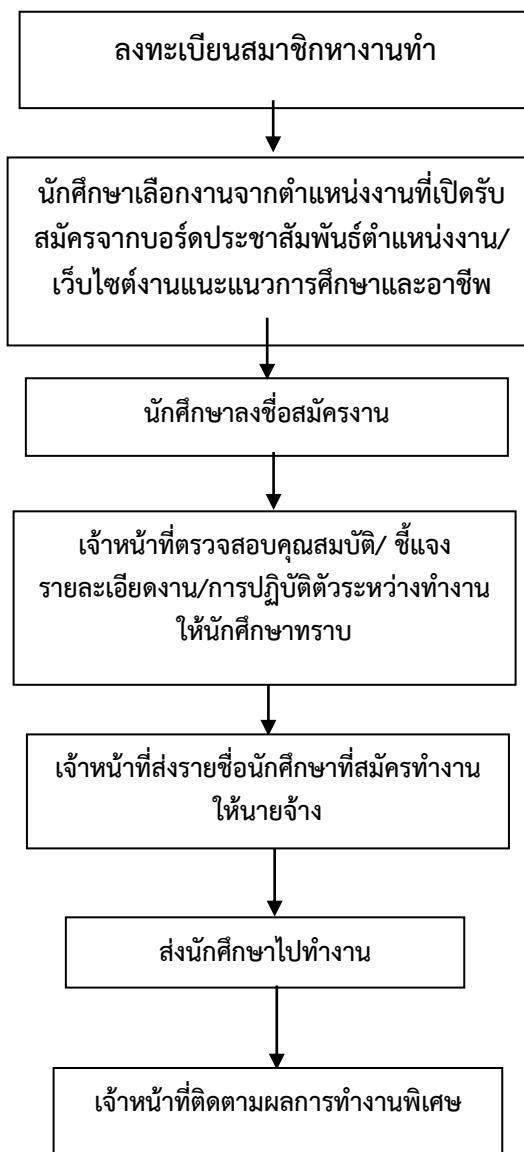 ลงทะเบียนสมาชิกหางานทำ
นักศึกษาเลือกงานจากตำแหน่งงานที่เปิดรับ
สมัครจากบอร์ดประชาสัมพันธ์ตำแหน่งงาน/
เว็บไซต์งานแนะแนวการศึกษาและอาชีพ
นักศึกษาลงชื่อสมัครงาน
เจ้าหน้าที่ตรวจสอบคุณสมบัติ/ ชี้แจง
รายละเอียดงาน/การปฏิบัติตัวระหว่างทำงาน
ให้นักศึกษาทราบ
เจ้าหน้าที่ส่งรายชื่อนักศึกษาที่สมัครทำงาน
ให้นายจ้าง
ส่งนักศึกษาไปทำงาน
เจ้าหน้าที่ติดตามผลการทำงานพิเศษ